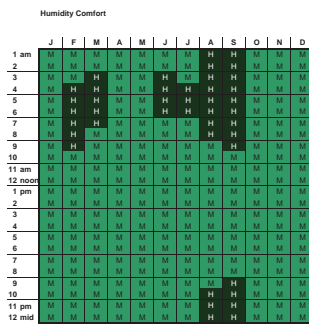 Humidity Comfort
J F M A M J J A S O N D
1 am M M M M M M M H H M M M
2 M M M M M M M H H M M M
3 M M H M M H M H H M M M
4 M H H M M H H H H M M M
5 M H H M M H H H H M M M
6 M H H M M H H H H M M M
7 M H H M M M M H H M M M
8 M H M M M M M H H M M M
9 M H M M M M M M H M M M
10 M M M M M M M M M M M M
11 am M M M M M M M M M M M M
12 noon M M M M M M M M M M M M
1 pm M M M M M M M M M M M M
2 M M M M M M M M M M M M
3 M M M M M M M M M M M M
4 M M M M M M M M M M M M
5 M M M M M M M M M M M M
6 M M M M M M M M M M M M
7 M M M M M M M M M M M M
8 M M M M M M M M M M M M
9 M M M M M M M M H M M M
10 M M M M M M M H H M M M
11 pm M M M M M M M H H M M M
12 mid M M M M M M M H H M M M